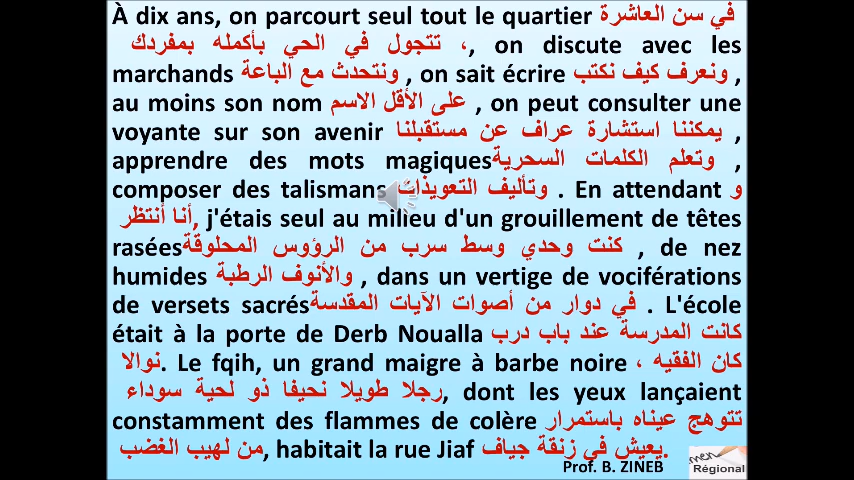 À dix ans, on parcourt seul tout le quartier في سن العاشرة
، تتجول في الحي بأكمله بمفردك, on discute avec les
marchands ونتحدث مع الباعة , on sait écrire ونعرف كيف نكتب ,
au moins son nom على الأقل الاسم , on peut consulter une
voyante sur son avenir يمكننا استشارة عراف عن مستقبلنا ,
apprendre des mots magiques وتعلم الكلمات السحرية ,
composer des talismans وتأليف التعويذات . En attendant و
أنا أنتظر, j'étais seul au milieu d'un grouillement de têtes
rasées كنت وحدي وسط سرب من الرؤوس المحلوقة , de nez
humides والأنوف الرطبة , dans un vertige de vociférations
de versets sacrés في دوار من أصوات الآيات المقدسة . L'école
était à la porte de Derb Noualla كانت المدرسة عند باب درب
نوالا. Le fqih, un grand maigre à barbe noire كان الفقيه ،
رجلا طويلا نحيفا ذو لحية سوداء, dont les yeux lançaient
constamment des flammes de colère تتوهج عيناه باستمرار
من لهيب الغضب, habitait la rue Jiaf يعيش في زنقة جياف.
Prof. B. ZINEB
men
Régional